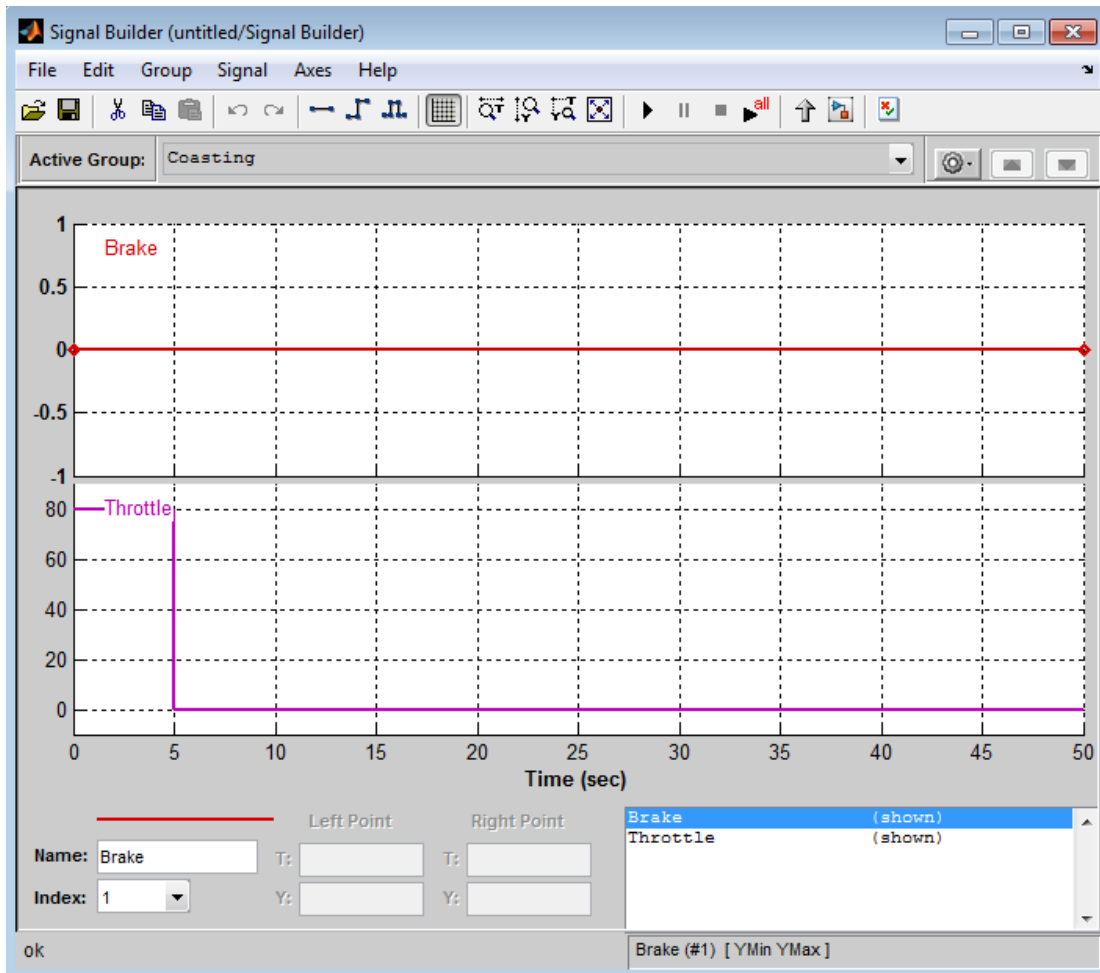 Signal Builder (untitled/Signal Builder)
File Edit Group Signal Axes Help
all
Active Group: Coasting
1
Brake
0.5
0
-0.5
-1
80
Throttle
60
40
20
0
0 5 10 15 20 25 30 35 40 45 50
Time (sec)
Left Point Right Point
Name: Brake T: T:
Index: 1 Y: Y:
Brake (shown)
Throttle (shown)
ok
Brake (#1) [ YMin YMax ]